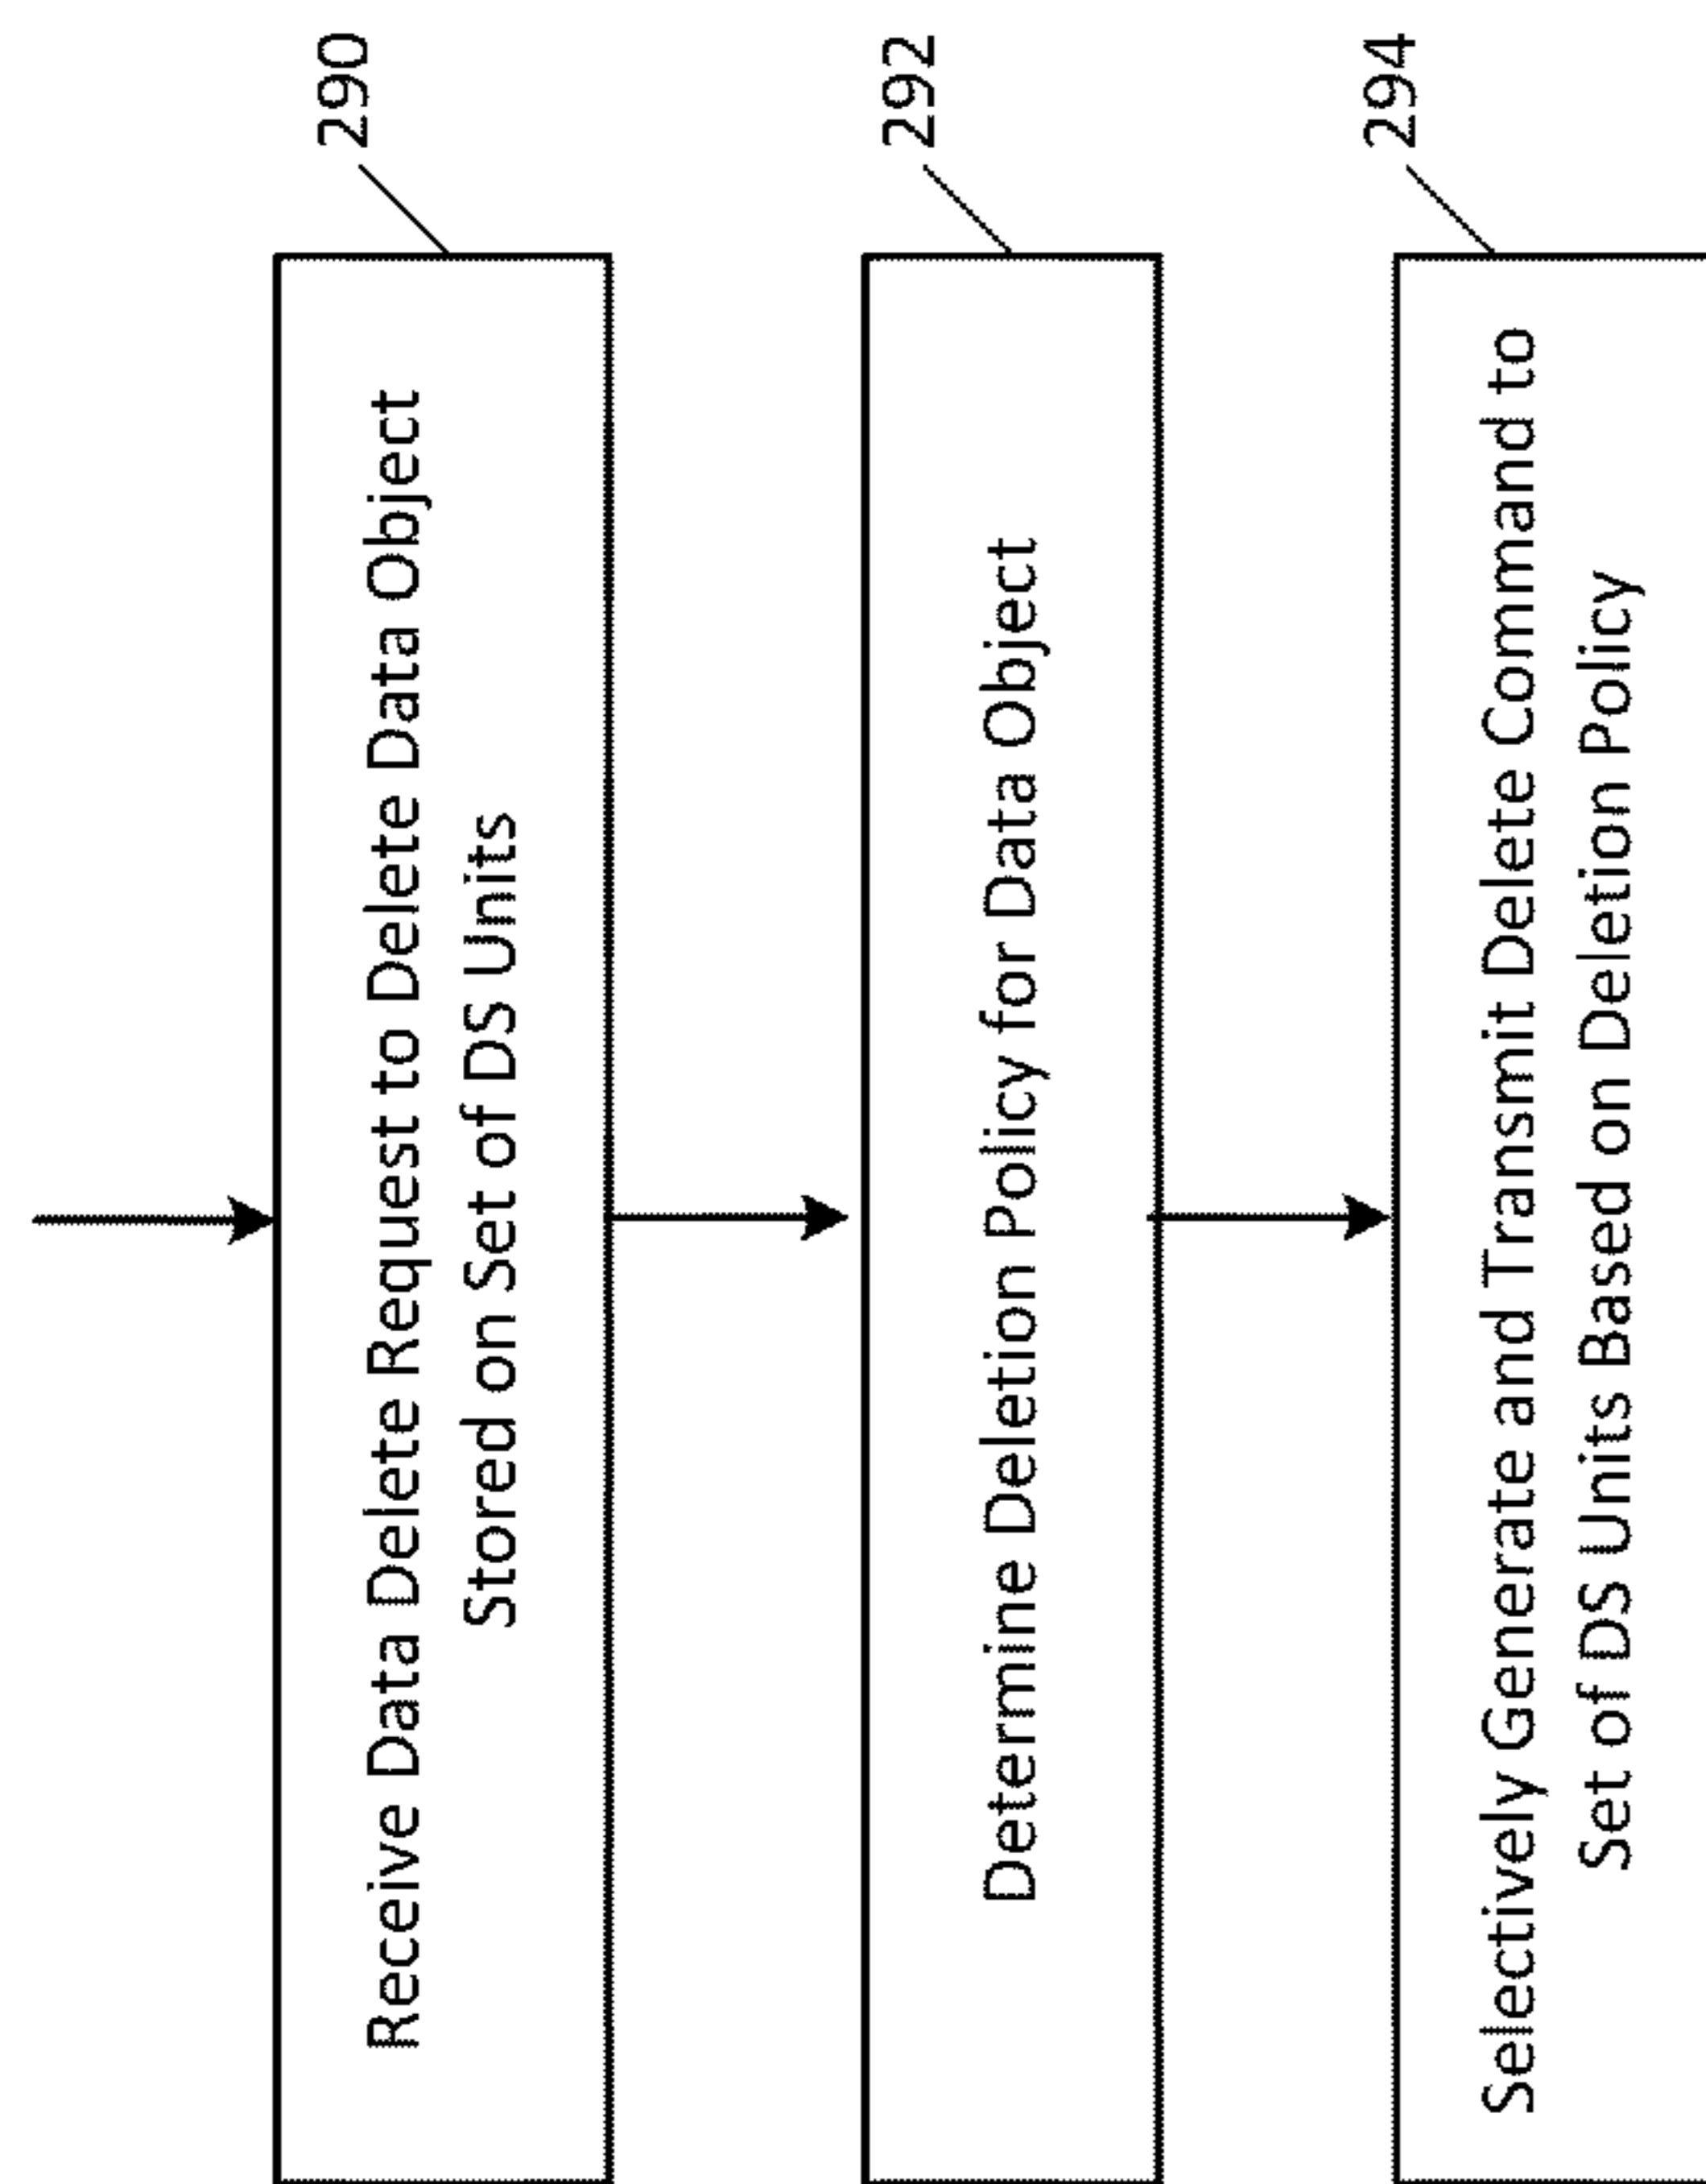 290
Receive Data Delete Request to Delete Data Object
Stored on Set of DS Units
292
Determine Deletion Policy for Data Object
294
Selectively Generate and Transmit Delete Command to
Set of DS Units Based on Deletion Policy